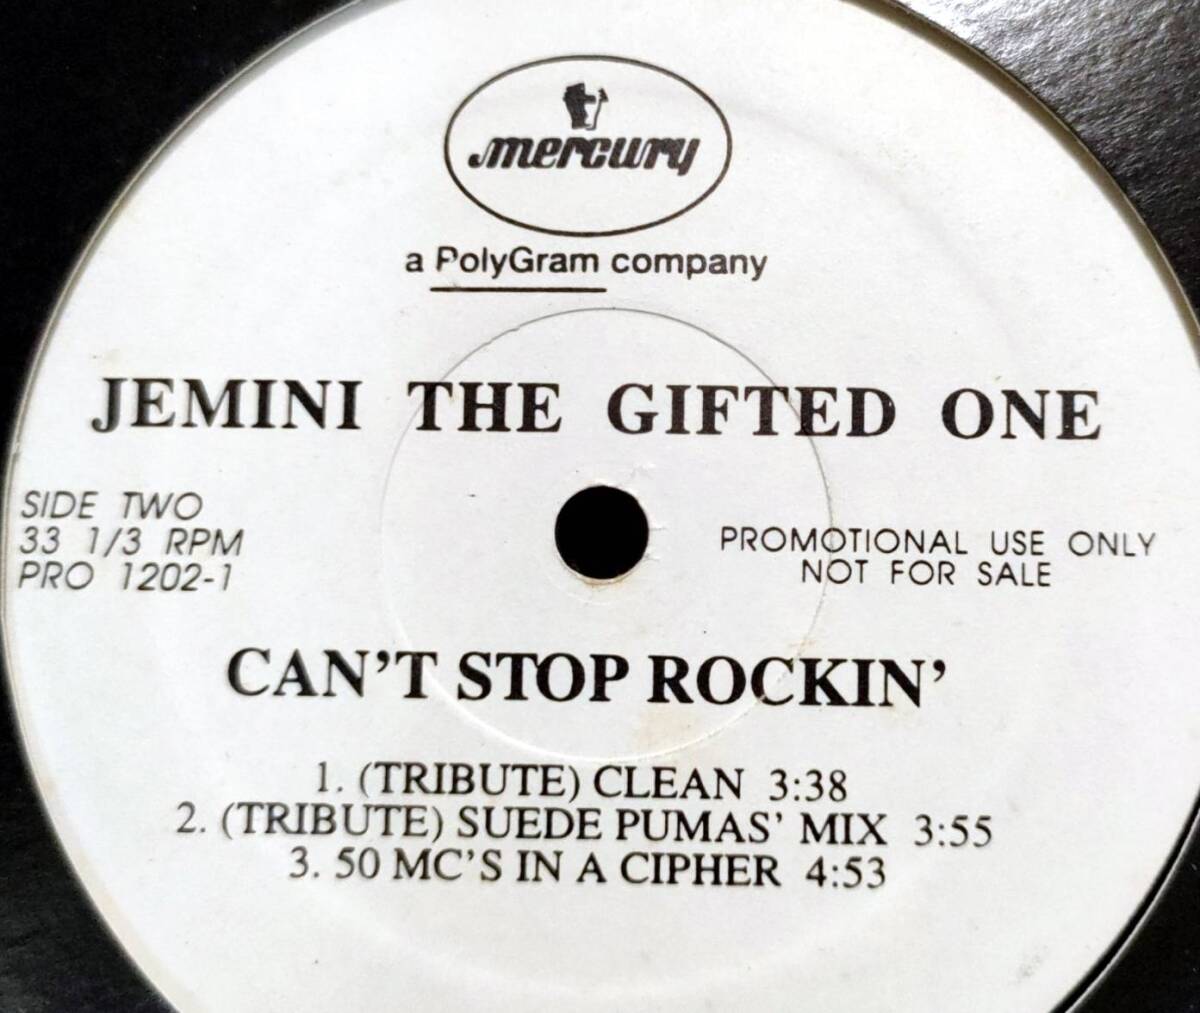 mercury
a PolyGram company
JEMINI THE GIFTED ONE
SIDE TWO
33 1/3 RPM
PRO 1202-1
PROMOTIONAL USE ONLY
NOT FOR SALE
CAN'T STOP ROCKIN'
1. (TRIBUTE) CLEAN 3:38
2. (TRIBUTE) SUEDE PUMAS' MIX 3:55
3. 50 MC'S IN A CIPHER 4:53